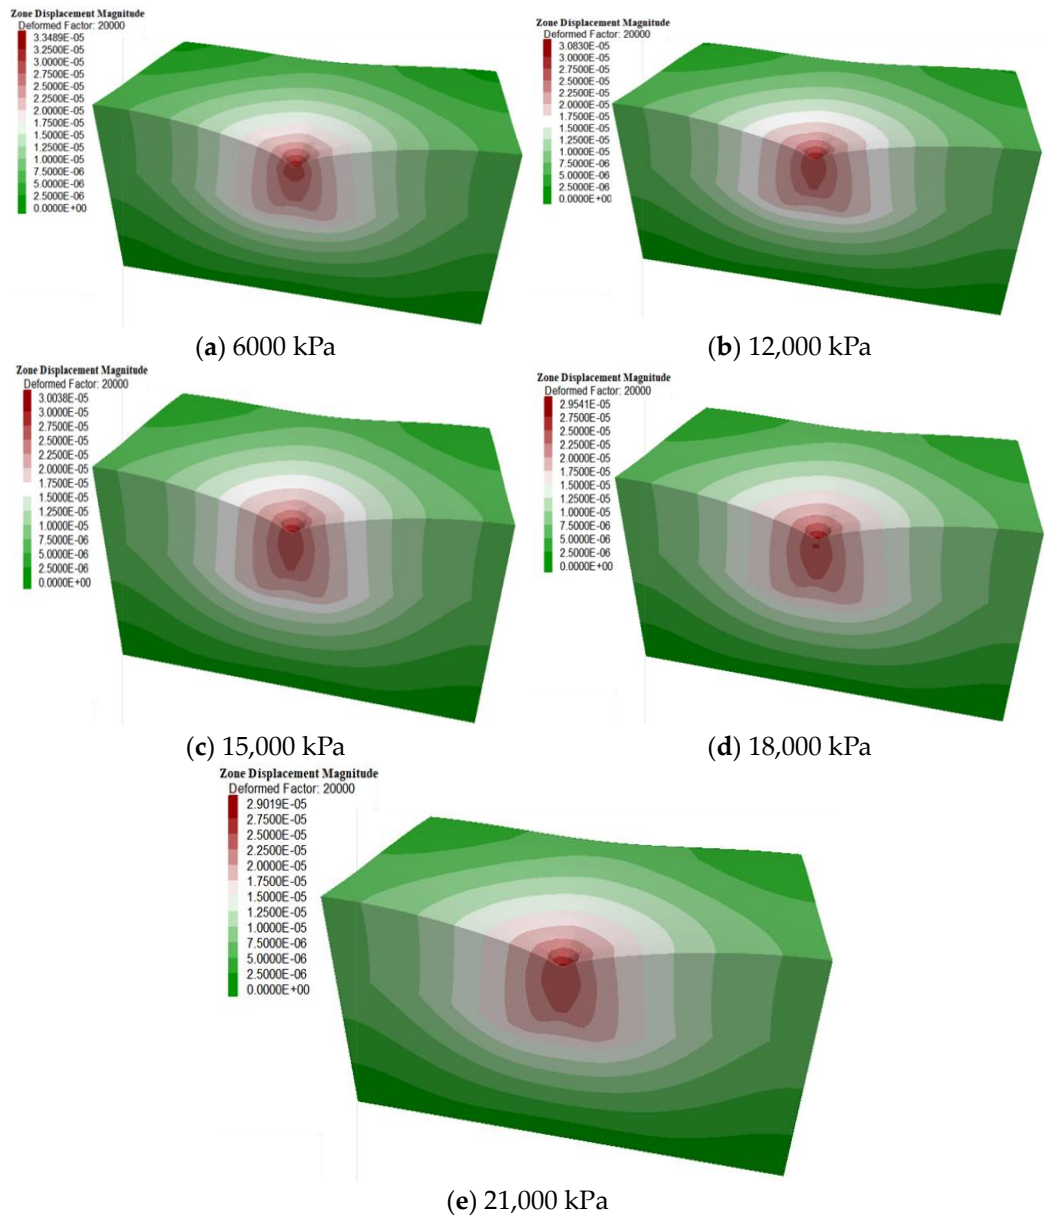 Zone Displacement Magnitude
Deformed Factor: 20000
3.3489E-05
3.2500E-05
3.0000E-05
2.7500E-05
2.5000E-05
2.2500E-05
2.0000E-05
1.7500E-05
1.5000E-05
1.2500E-05
1.0000E-05
7.5000E-06
5.0000E-06
2.5000E-06
0.0000E+00
(a) 6000 kPa
Zone Displacement Magnitude
Deformed Factor: 20000
3.0830E-05
3.0000E-05
2.7500E-05
2.5000E-05
2.2500E-05
2.0000E-05
1.7500E-05
1.5000E-05
1.2500E-05
1.0000E-05
7.5000E-06
5.0000E-06
2.5000E-06
0.0000E+00
(b) 12,000 kPa
Zone Displacement Magnitude
Deformed Factor: 20000
3.0038E-05
3.0000E-05
2.7500E-05
2.5000E-05
2.2500E-05
2.0000E-05
1.7500E-05
1.5000E-05
1.2500E-05
1.0000E-05
7.5000E-06
5.0000E-06
2.5000E-06
0.0000E+00
(c) 15,000 kPa
Zone Displacement Magnitude
Deformed Factor: 20000
2.9541E-05
2.7500E-05
2.5000E-05
2.2500E-05
2.0000E-05
1.7500E-05
1.5000E-05
1.2500E-05
1.0000E-05
7.5000E-06
5.0000E-06
2.5000E-06
0.0000E+00
(d) 18,000 kPa
Zone Displacement Magnitude
Deformed Factor: 20000
2.9019E-05
2.7500E-05
2.5000E-05
2.2500E-05
2.0000E-05
1.7500E-05
1.5000E-05
1.2500E-05
1.0000E-05
7.5000E-06
5.0000E-06
2.5000E-06
0.0000E+00
(e) 21,000 kPa